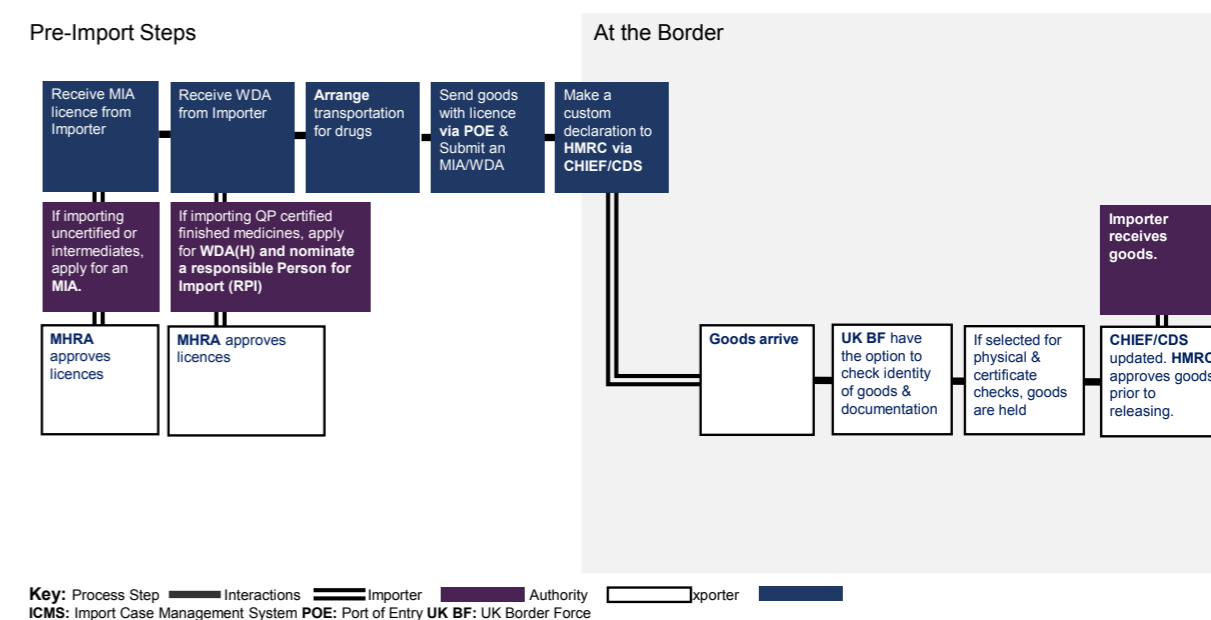 Pre-Import Steps
At the Border
Receive MIA
licence from
Importer
Receive WDA
from Importer
Arrange
transportation
for drugs
Send goods
with licence
via POE &
Submit an
MIA/WDA
Make a
custom
declaration to
HMRC via
CHIEF/CDS
If importing
uncertified or
intermediates,
apply for an
MIA.
If importing QP certified
finished medicines, apply
for WDA(H) and nominate
a responsible Person for
Import (RPI)
Importer
receives
goods.
MHRA
approves
licences
MHRA approves
licences
Goods arrive
UK BF have
the option to
check identity
of goods &
documentation
If selected for
physical &
certificate
checks, goods
are held
CHIEF/CDS
updated. HMRC
approves goods
prior to
releasing.
Key: Process Step Interactions Importer Authority xporter
ICMS: Import Case Management System POE: Port of Entry UK BF: UK Border Force